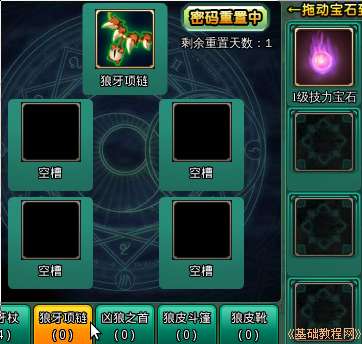 ←拖动宝石到
密码重置中
剩余重置天数：1
狼牙项链
1级技力宝石
空槽
空槽
空槽
空槽
狼牙项链
(0)
凶狼之首
(0)
狼皮斗篷
(0)
狼皮靴
(0)
《基础教程网》